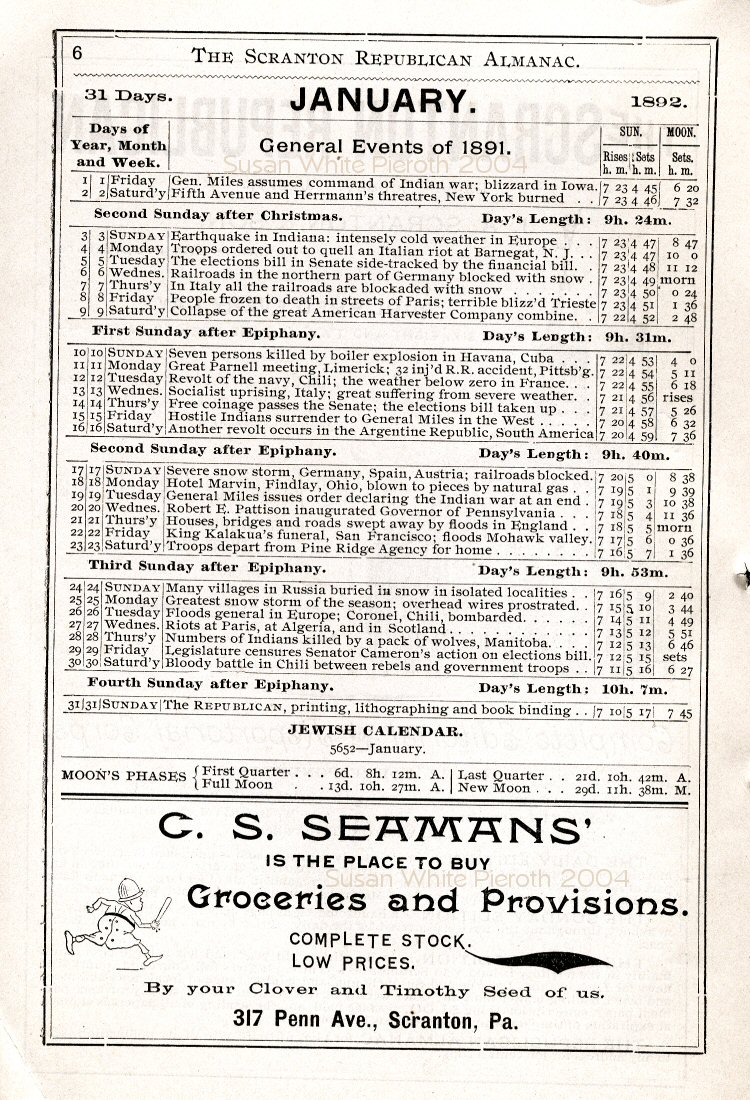 6
THE SCRANTON REPUBLICAN ALMANAC.
31 Days. JANUARY. 1892.
Days of Year, Month and Week. General Events of 1891. SUN. MOON.
Rises h. m. Sets h. m. Sets. h. m.
Susan White Pieroth 2004
1 1 Friday Gen. Miles assumes command of Indian war; blizzard in Iowa. 7 23 4 45 6 20
2 2 Saturd'y Fifth Avenue and Herrmann's threatres, New York burned . . 7 23 4 46 7 32
Second Sunday after Christmas. Day's Length: 9h. 24m.
3 3 SUNDAY Earthquake in Indiana: intensely cold weather in Europe . . . 7 23 4 47 8 47
4 4 Monday Troops ordered out to quell an Italian riot at Barnegat, N. J. . . 7 23 4 47 10 0
5 5 Tuesday The elections bill in Senate side-tracked by the financial bill. . 7 23 4 48 11 12
6 6 Wednes. Railroads in the northern part of Germany blocked with snow . 7 23 4 49 morn
7 7 Thurs'y In Italy all the railroads are blockaded with snow . . . . . 7 23 4 50 0 24
8 8 Friday People frozen to death in streets of Paris; terrible blizz'd Trieste 7 23 4 51 1 36
9 9 Saturd'y Collapse of the great American Harvester Company combine. . 7 22 4 52 2 48
First Sunday after Epiphany. Day's Length: 9h. 31m.
10 10 SUNDAY Seven persons killed by boiler explosion in Havana, Cuba . . . 7 22 4 53 4 0
11 11 Monday Great Parnell meeting, Limerick; 32 inj'd R.R. accident, Pittsb'g. 7 22 4 54 5 11
12 12 Tuesday Revolt of the navy, Chili; the weather below zero in France. . . 7 22 4 55 6 18
13 13 Wednes. Socialist uprising, Italy; great suffering from severe weather. . 7 21 4 56 rises
14 14 Thurs'y Free coinage passes the Senate; the elections bill taken up . . . 7 21 4 57 5 26
15 15 Friday Hostile Indians surrender to General Miles in the West . . . . . 7 20 4 58 6 32
16 16 Saturd'y Another revolt occurs in the Argentine Republic, South America 7 20 4 59 7 36
Second Sunday after Epiphany. Day's Length: 9h. 40m.
17 17 SUNDAY Severe snow storm, Germany, Spain, Austria; railroads blocked. 7 20 5 0 8 38
18 18 Monday Hotel Marvin, Findlay, Ohio, blown to pieces by natural gas . . 7 19 5 1 9 39
19 19 Tuesday General Miles issues order declaring the Indian war at an end . 7 19 5 3 10 38
20 20 Wednes. Robert E. Pattison inaugurated Governor of Pennsylvania . . 7 18 5 4 11 36
21 21 Thurs'y Houses, bridges and roads swept away by floods in England . . 7 18 5 5 morn
22 22 Friday King Kalakua's funeral, San Francisco; floods Mohawk valley. 7 17 5 6 0 36
23 23 Saturd'y Troops depart from Pine Ridge Agency for home . . . . . . . . 7 16 5 7 1 36
Third Sunday after Epiphany. Day's Length: 9h. 53m.
24 24 SUNDAY Many villages in Russia buried in snow in isolated localities . . 7 16 5 9 2 40
25 25 Monday Greatest snow storm of the season; overhead wires prostrated. . 7 15 5 10 3 44
26 26 Tuesday Floods general in Europe; Coronel, Chili, bombarded. . . . . . 7 14 5 11 4 49
27 27 Wednes. Riots at Paris, at Algeria, and in Scotland . . . . . . . . . . 7 13 5 12 5 51
28 28 Thurs'y Numbers of Indians killed by a pack of wolves, Manitoba. . . . 7 12 5 13 6 46
29 29 Friday Legislature censures Senator Cameron's action on elections bill. 7 12 5 15 sets
30 30 Saturd'y Bloody battle in Chili between rebels and government troops . . 7 11 5 16 6 27
Fourth Sunday after Epiphany. Day's Length: 10h. 7m.
31 31 SUNDAY The REPUBLICAN, printing, lithographing and book binding . . 7 10 5 17 7 45
JEWISH CALENDAR.
5652—January.
MOON'S PHASES { First Quarter . . . 6d. 8h. 12m. A. | Last Quarter . . 21d. 10h. 42m. A.
Full Moon . . 13d. 10h. 27m. A. | New Moon . . . 29d. 11h. 38m. M.
C. S. SEAMANS'
IS THE PLACE TO BUY
Susan White Pieroth 2004
Groceries and Provisions.
COMPLETE STOCK.
LOW PRICES.
By your Clover and Timothy Seed of us.
317 Penn Ave., Scranton, Pa.